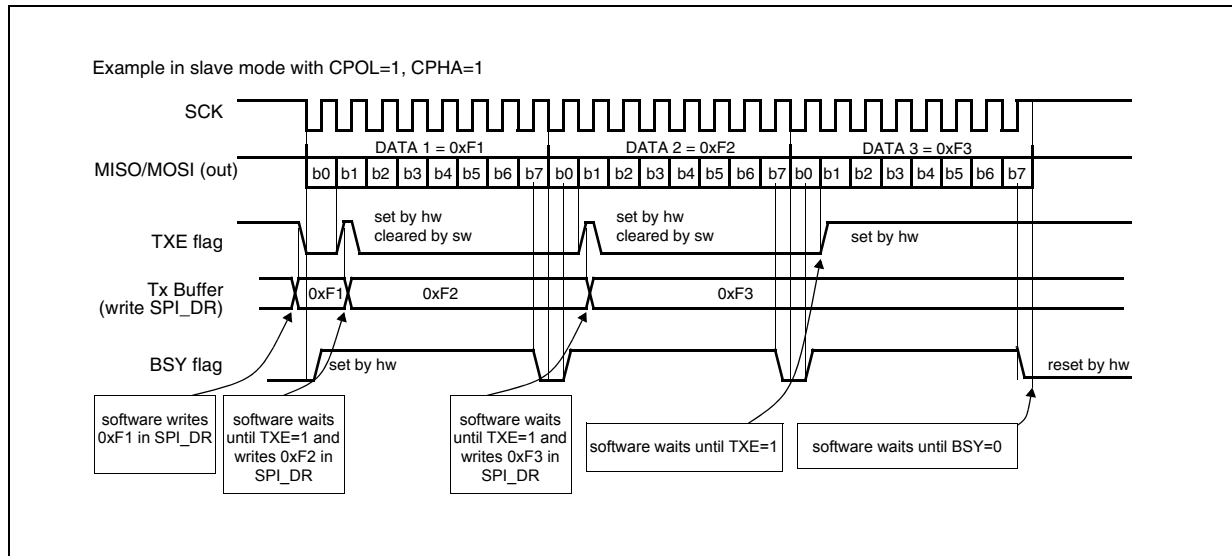 Example in slave mode with CPOL=1, CPHA=1
SCK
DATA 1 = 0xF1
DATA 2 = 0xF2
DATA 3 = 0xF3
MISO/MOSI (out)
b0 b1 b2 b3 b4 b5 b6 b7 b0 b1 b2 b3 b4 b5 b6 b7 b0 b1 b2 b3 b4 b5 b6 b7
TXE flag
set by hw
cleared by sw
set by hw
cleared by sw
set by hw
Tx Buffer
(write SPI_DR)
0xF1
0xF2
0xF3
BSY flag
set by hw
reset by hw
software writes
0xF1 in SPI_DR
software waits
until TXE=1 and
writes 0xF2 in
SPI_DR
software waits
until TXE=1 and
writes 0xF3 in
SPI_DR
software waits until TXE=1
software waits until BSY=0